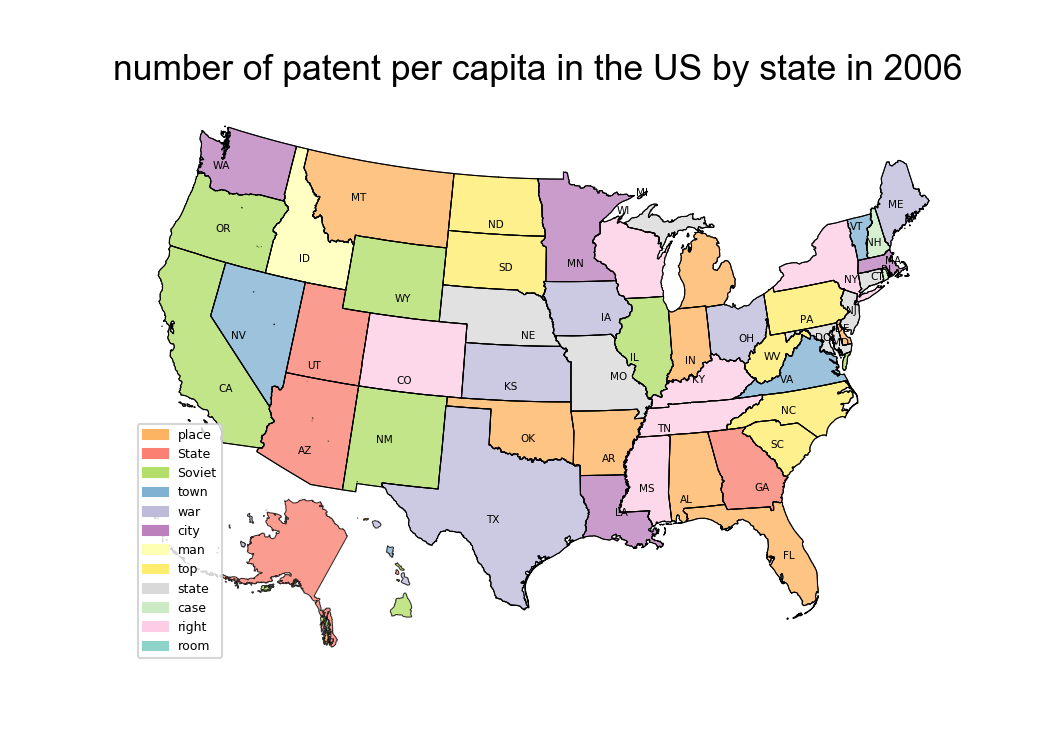 number of patent per capita in the US by state in 2006
WA
MT
ND
MN
WI
MI
ME
VT
NH
MA
RI
CT
NY
OR
ID
SD
WY
NE
IA
NV
UT
CO
KS
MO
IL
IN
OH
PA
NJ
DE
MD
DC
WV
VA
KY
CA
AZ
NM
OK
AR
TN
NC
SC
MS
AL
GA
TX
LA
FL
place
State
Soviet
town
war
city
man
top
state
case
right
room